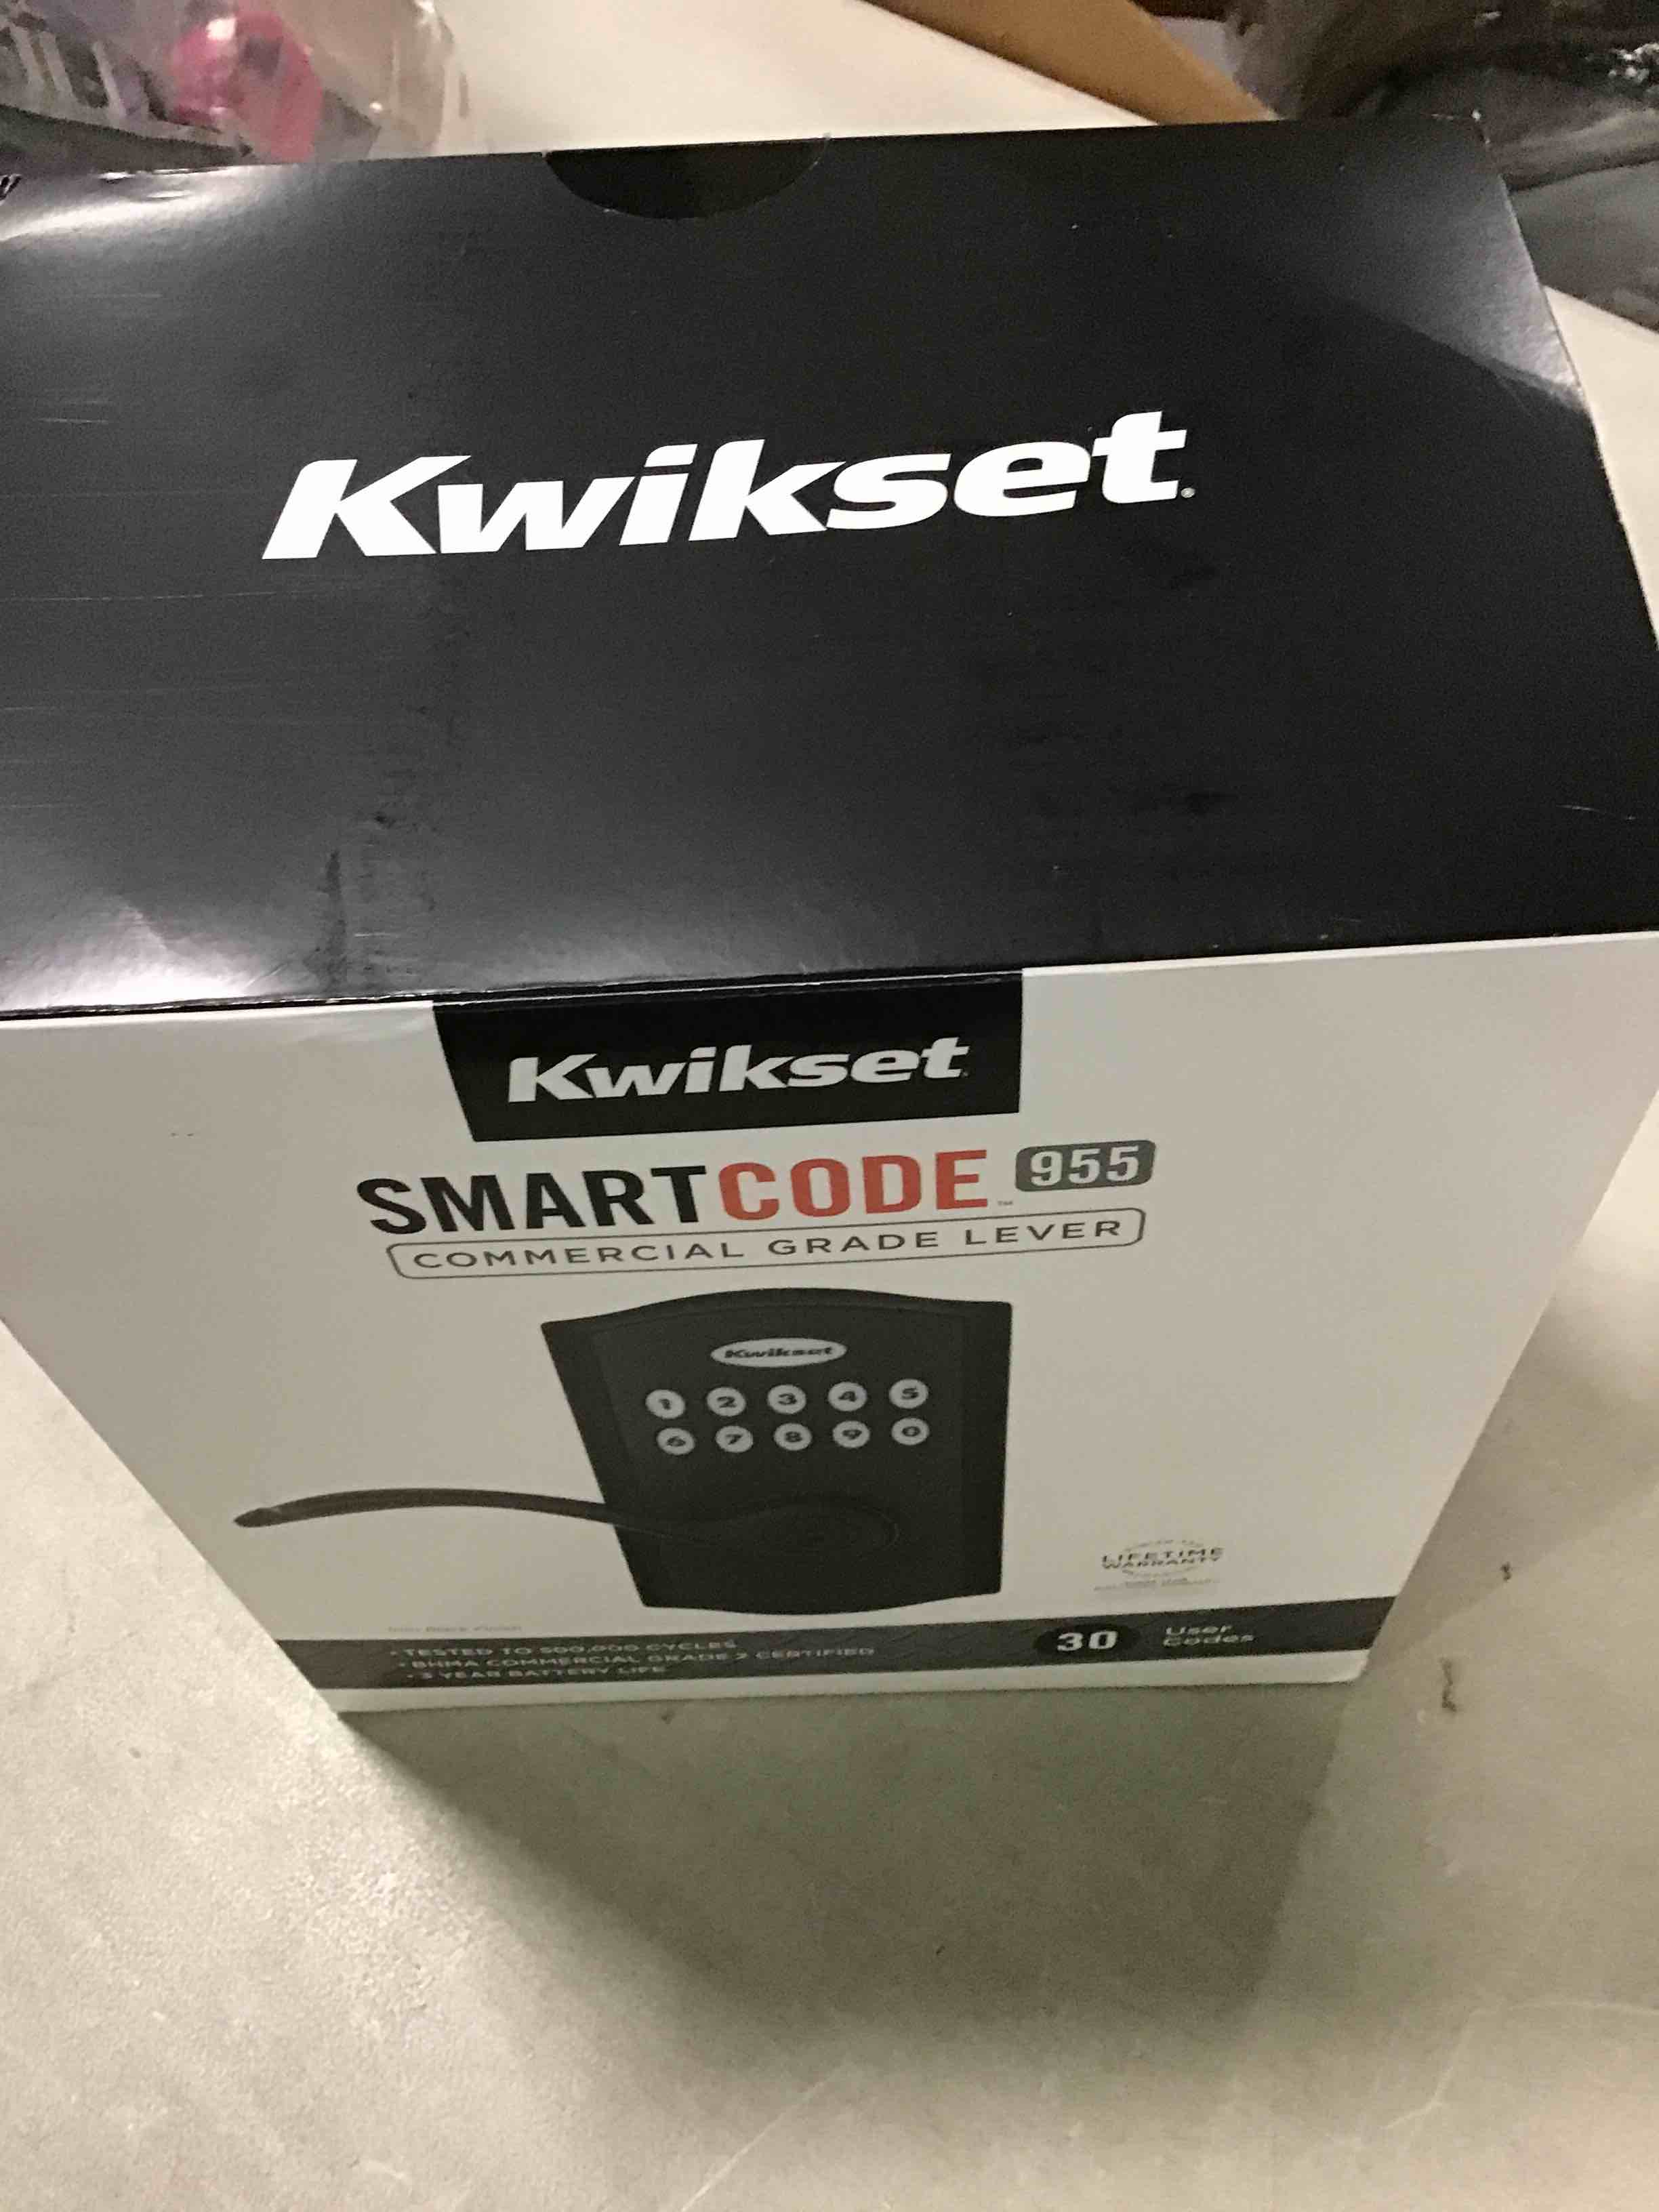 Kwikset
Kwikset
SMARTCODE™ 955
COMMERCIAL GRADE LEVER
Kwikset
1 2 3 4 5
6 7 8 9 0
LIFETIME
WARRANTY
• TESTED TO 500,000 CYCLES
• BHMA COMMERCIAL GRADE 2 CERTIFIED
• 3 YEAR BATTERY LIFE
30 User Codes